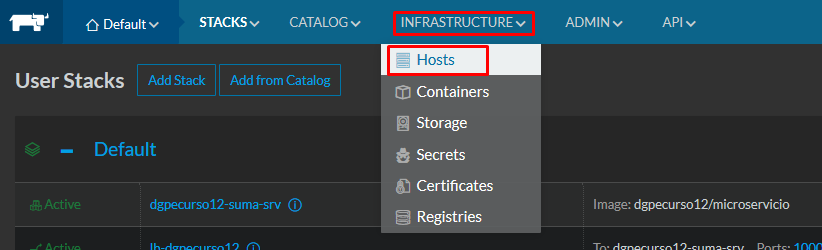 Default STACKS CATALOG INFRASTRUCTURE ADMIN API
Hosts
User Stacks Add Stack Add from Catalog
Containers
Storage
Default
Secrets
Certificates
Active dgpecurso12-suma-srv Image: dgpecurso12/microservicio
Registries
Active lb-dgpecurso12 To: dgpecurso12-suma-srv Ports: 1000